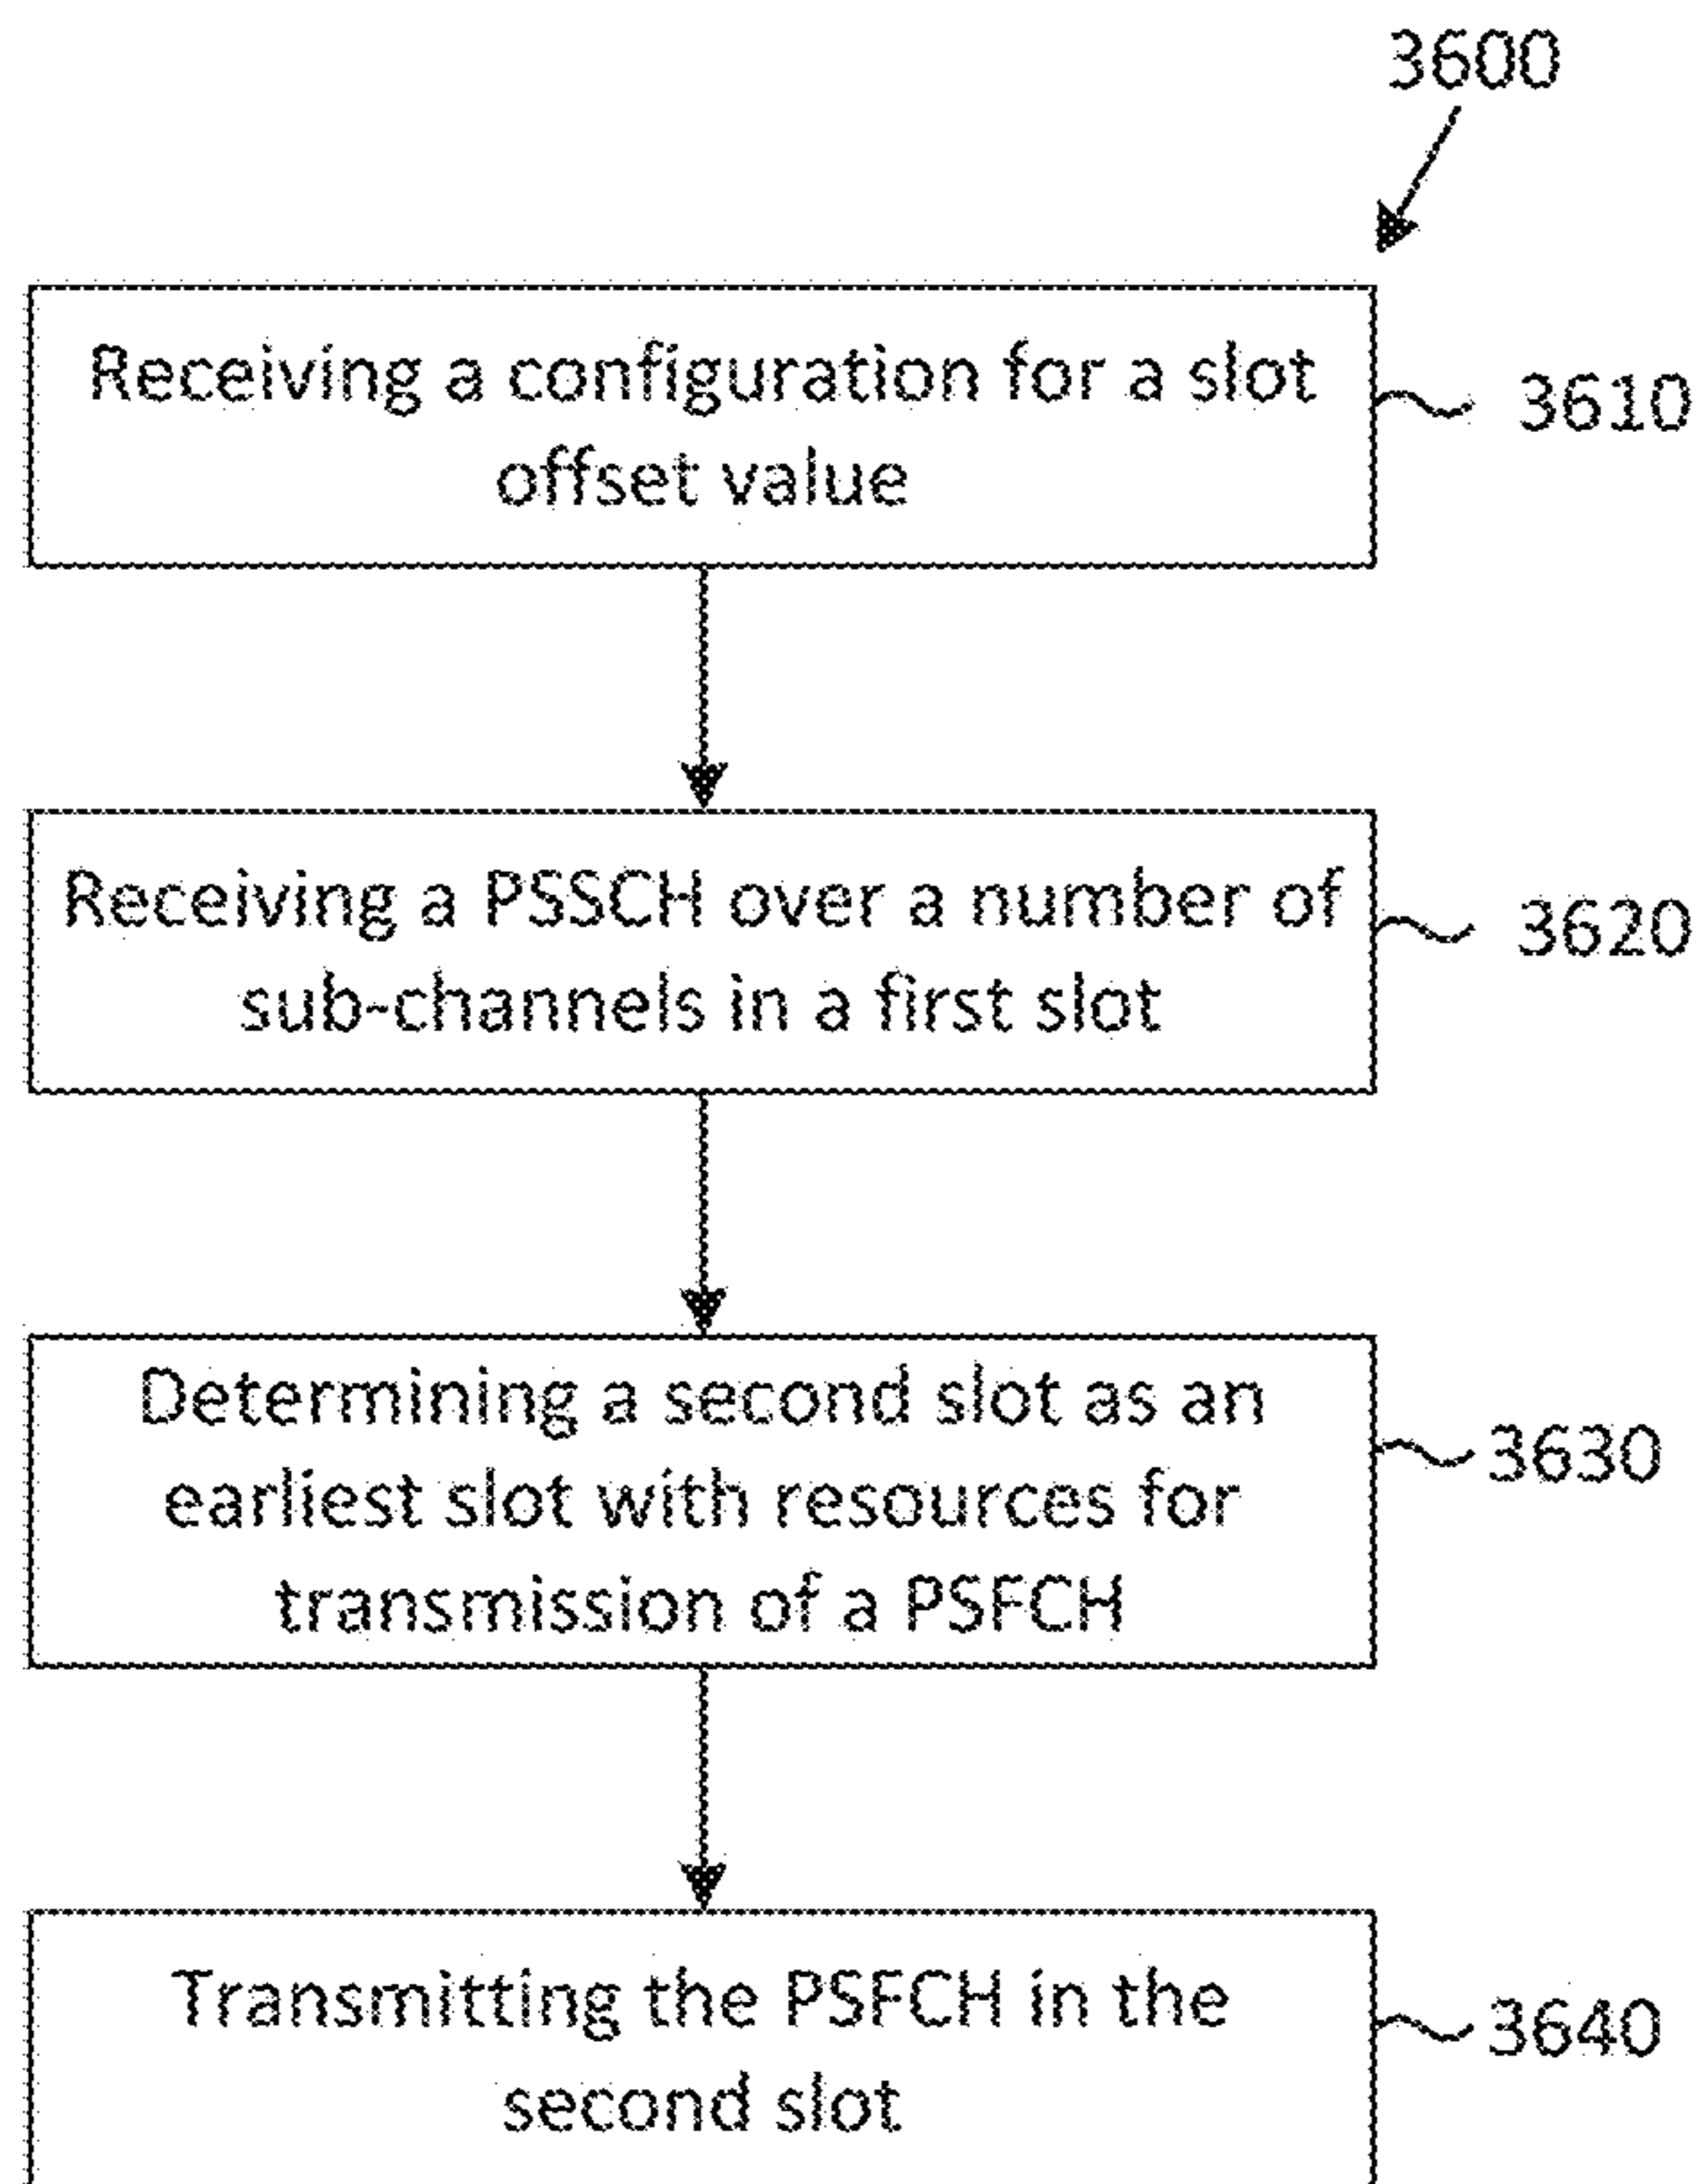 3600
Receiving a configuration for a slot
offset value
3610
Receiving a PSSCH over a number of
sub-channels in a first slot
3620
Determining a second slot as an
earliest slot with resources for
transmission of a PSFCH
3630
Transmitting the PSFCH in the
second slot
3640